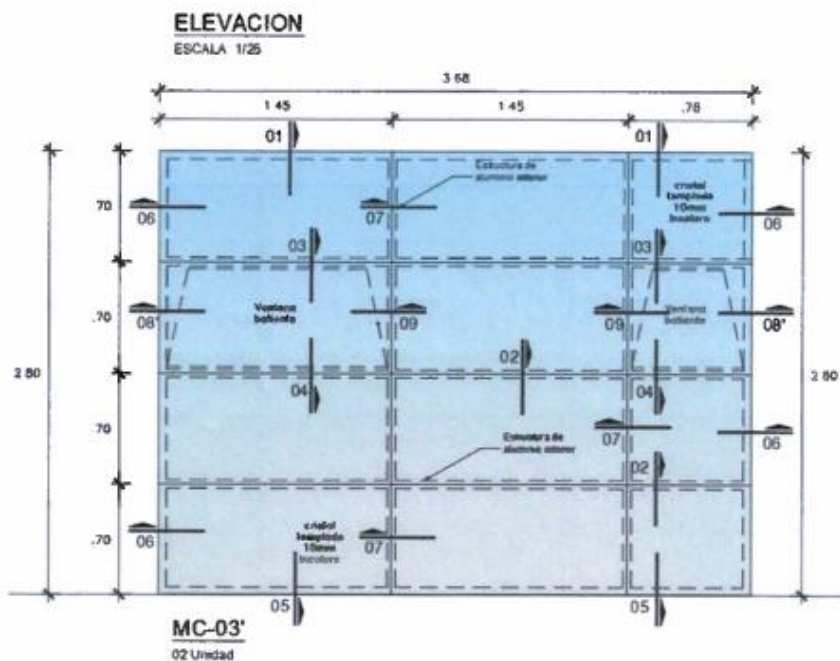 ELEVACION
ESCALA 1/25
3 68
1 45
1 45
.78
01
01
Estructura de
aluminio interior
cristal
templado
10mm
incoloro
70
06
07
06
03
03
Ventana
batiente
Ventana
batiente
.70
08'
09
09
08'
02
2 80
2 80
04
04
70
07
06
Estructura de
aluminio exterior
02
cristal
templado
10mm
incoloro
.70
06
07
05
05
MC-03'
02 Unidad